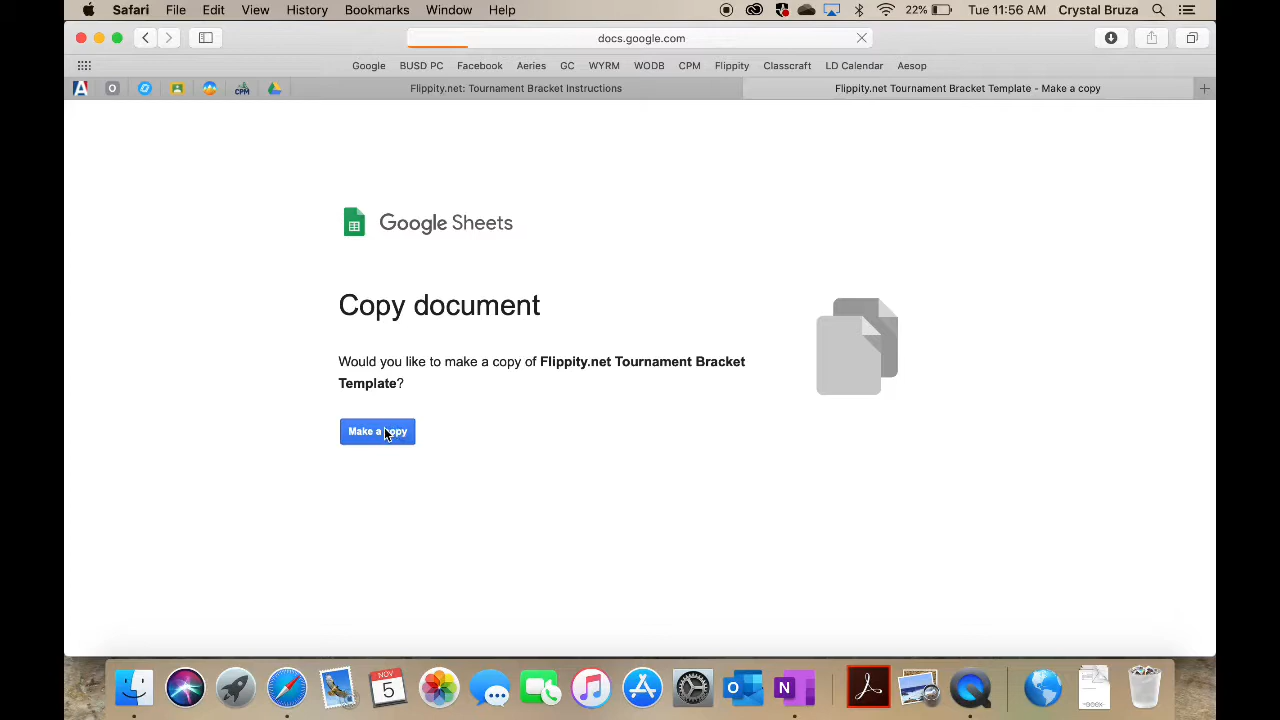 Safari File Edit View History Bookmarks Window Help 22% Tue 11:56 AM Crystal Bruza
docs.google.com
Google BUSD PC Facebook Aeries GC WYRM WODB CPM Flippity Classcraft LD Calendar Aesop
A O CPM Flippity.net: Tournament Bracket Instructions Flippity.net Tournament Bracket Template - Make a copy
Google Sheets
Copy document
Would you like to make a copy of Flippity.net Tournament Bracket
Template?
Make a copy
NOV
5
O
N